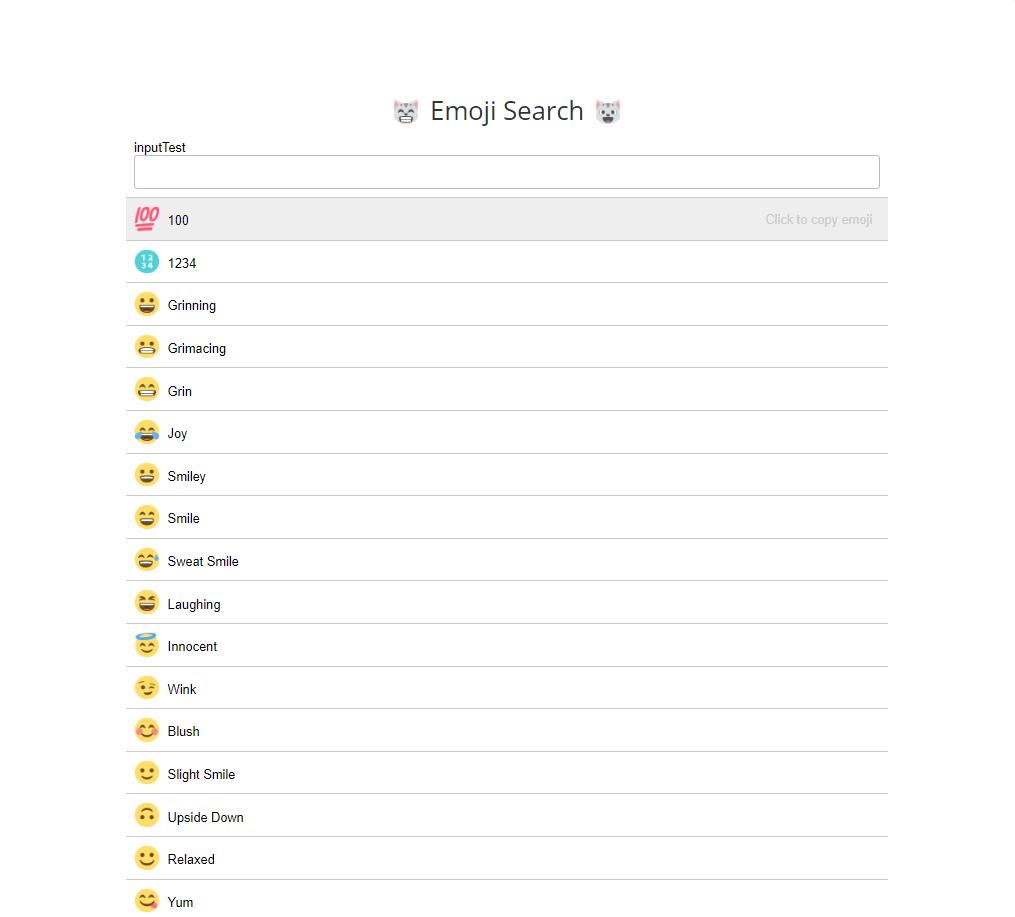 Emoji Search
inputTest
100 Click to copy emoji
1234
Grinning
Grimacing
Grin
Joy
Smiley
Smile
Sweat Smile
Laughing
Innocent
Wink
Blush
Slight Smile
Upside Down
Relaxed
Yum